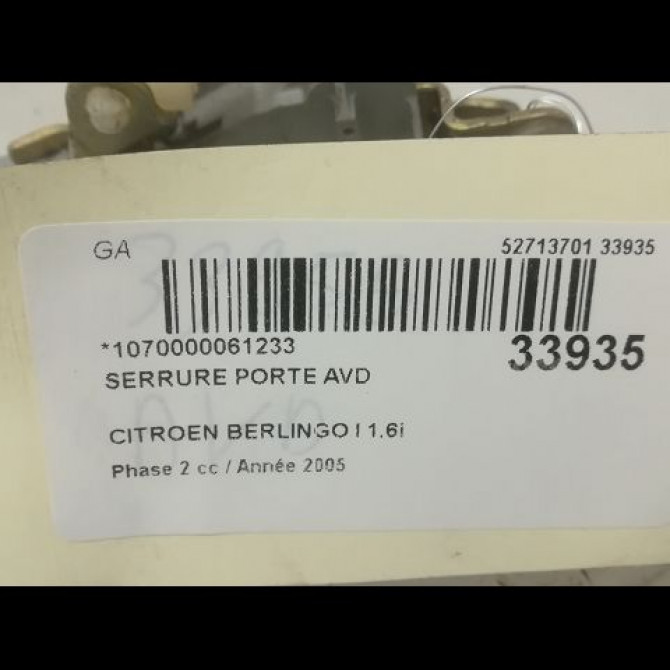 GA 52713701 33935
*1070000061233 33935
SERRURE PORTE AVD
CITROEN BERLINGO I 1.6i
Phase 2 cc / Année 2005